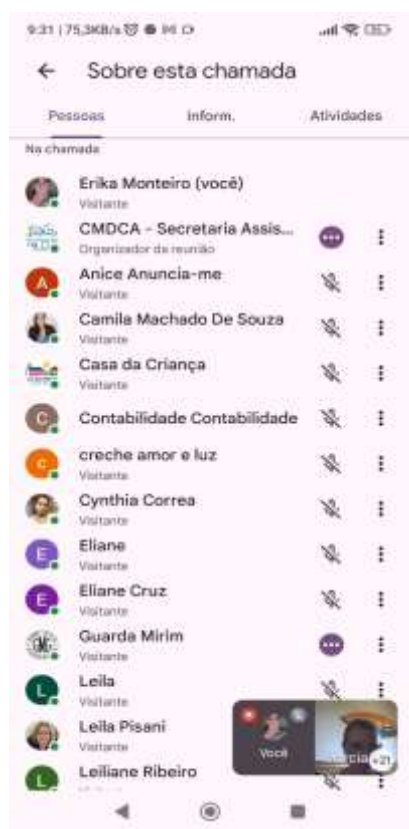 9:31 | 75,3KB/s
Sobre esta chamada
Pessoas Inform. Atividades
Na chamada
Erika Monteiro (você)
Visitante
CMDCA - Secretaria Assis...
Organizador da reunião
A Anice Anuncia-me
Visitante
Camila Machado De Souza
Visitante
Casa da Criança
Visitante
C Contabilidade Contabilidade
c creche amor e luz
Visitante
Cynthia Correa
Visitante
E Eliane
Visitante
E Eliane Cruz
Visitante
Guarda Mirim
Visitante
L Leila
Visitante
Leila Pisani
Visitante
L Leiliane Ribeiro
Você +21